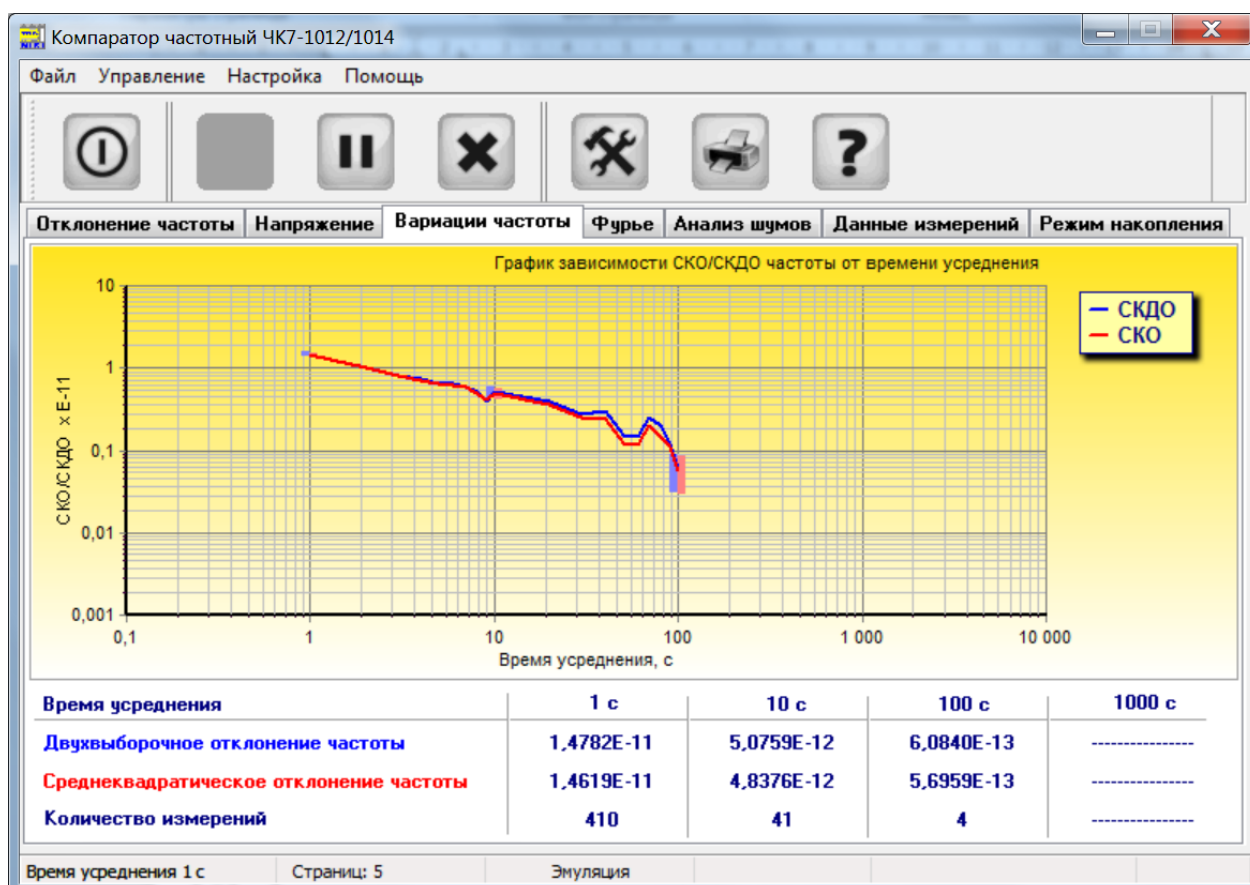 Компаратор частотный ЧК7-1012/1014
Файл Управление Настройка Помощь
Отклонение частоты Напряжение Вариации частоты Фурье Анализ шумов Данные измерений Режим накопления
График зависимости СКО/СКДО частоты от времени усреднения
СКДО
СКО
СКО/СКДО x E-11
10
1
0,1
0,01
0,001
0,1 1 10 100 1 000 10 000
Время усреднения, с
Время усреднения 1 с 10 с 100 с 1000 с
Двухвыборочное отклонение частоты 1,4782E-11 5,0759E-12 6,0840E-13 ---------------
Среднеквадратическое отклонение частоты 1,4619E-11 4,8376E-12 5,6959E-13 ---------------
Количество измерений 410 41 4 ---------------
Время усреднения 1 с Страниц: 5 Эмуляция